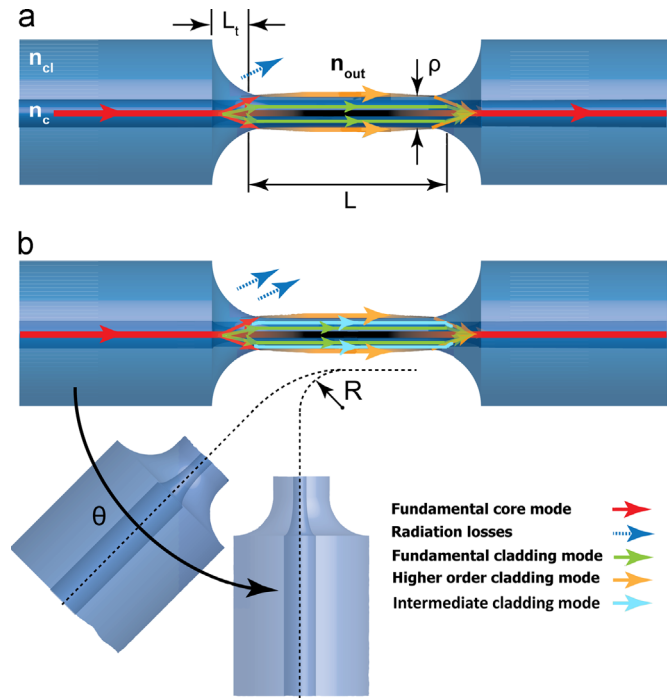 a
L_t
n_cl
n_out
ρ
n_c
L
b
R
θ
Fundamental core mode
Radiation losses
Fundamental cladding mode
Higher order cladding mode
Intermediate cladding mode